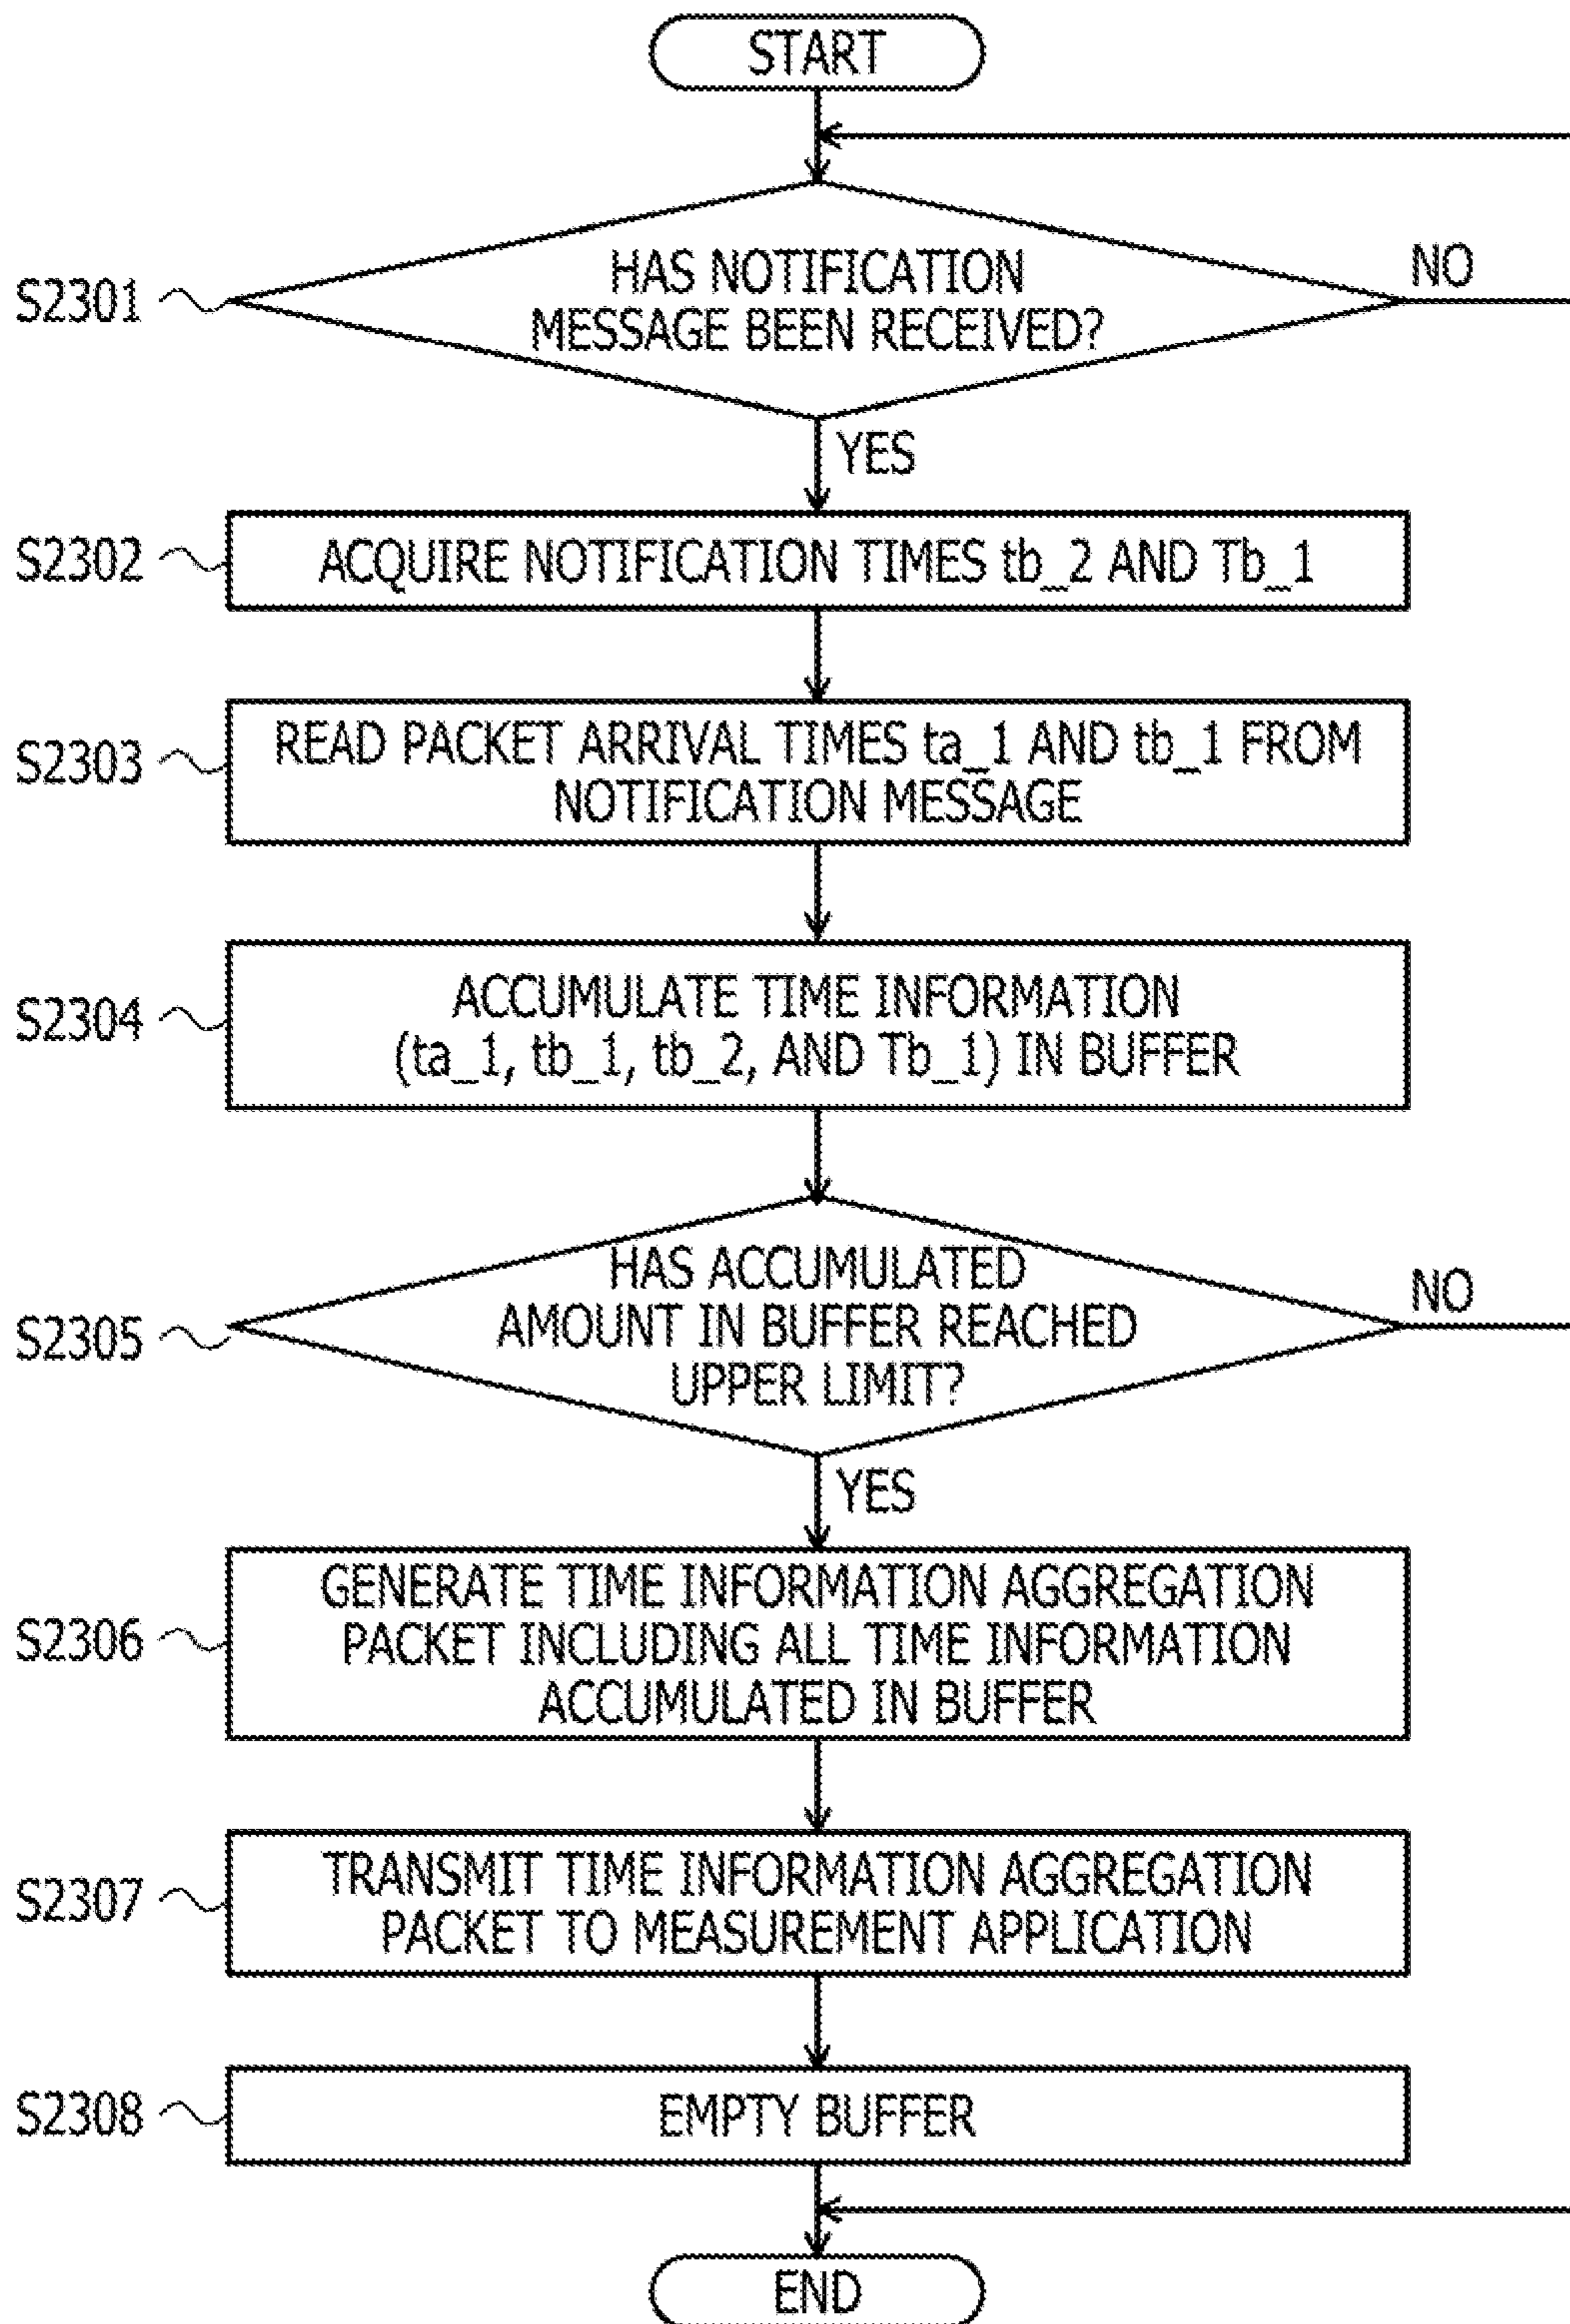 START
S2301
HAS NOTIFICATION
MESSAGE BEEN RECEIVED?
NO
YES
S2302
ACQUIRE NOTIFICATION TIMES tb_2 AND Tb_1
S2303
READ PACKET ARRIVAL TIMES ta_1 AND tb_1 FROM
NOTIFICATION MESSAGE
S2304
ACCUMULATE TIME INFORMATION
(ta_1, tb_1, tb_2, AND Tb_1) IN BUFFER
S2305
HAS ACCUMULATED
AMOUNT IN BUFFER REACHED
UPPER LIMIT?
NO
YES
S2306
GENERATE TIME INFORMATION AGGREGATION
PACKET INCLUDING ALL TIME INFORMATION
ACCUMULATED IN BUFFER
S2307
TRANSMIT TIME INFORMATION AGGREGATION
PACKET TO MEASUREMENT APPLICATION
S2308
EMPTY BUFFER
END